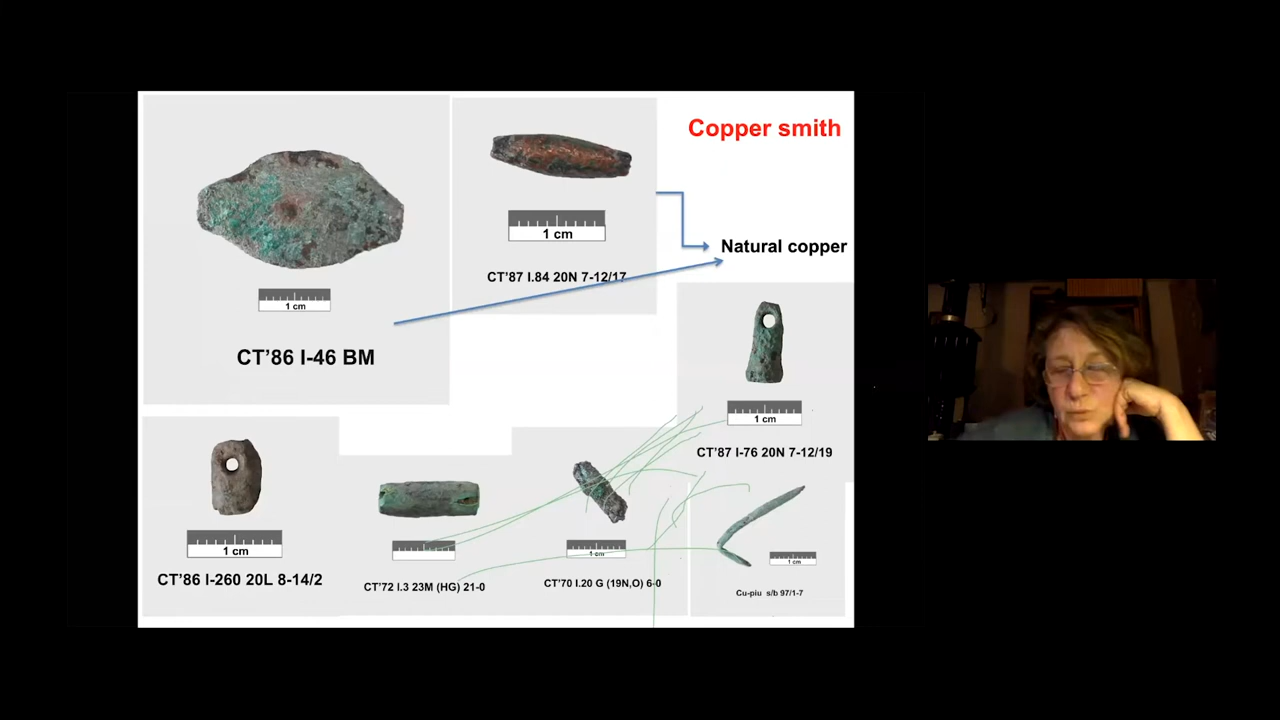 Copper smith
1 cm
CT'87 I.84 20N 7-12/17
Natural copper
1 cm
CT'86 I-46 BM
1 cm
CT'87 I-76 20N 7-12/19
1 cm
CT'86 I-260 20L 8-14/2
CT'72 I.3 23M (HG) 21-0
1 cm
CT'70 I.20 G (19N,O) 6-0
1 cm
Cu-piu s/b 97/1-7